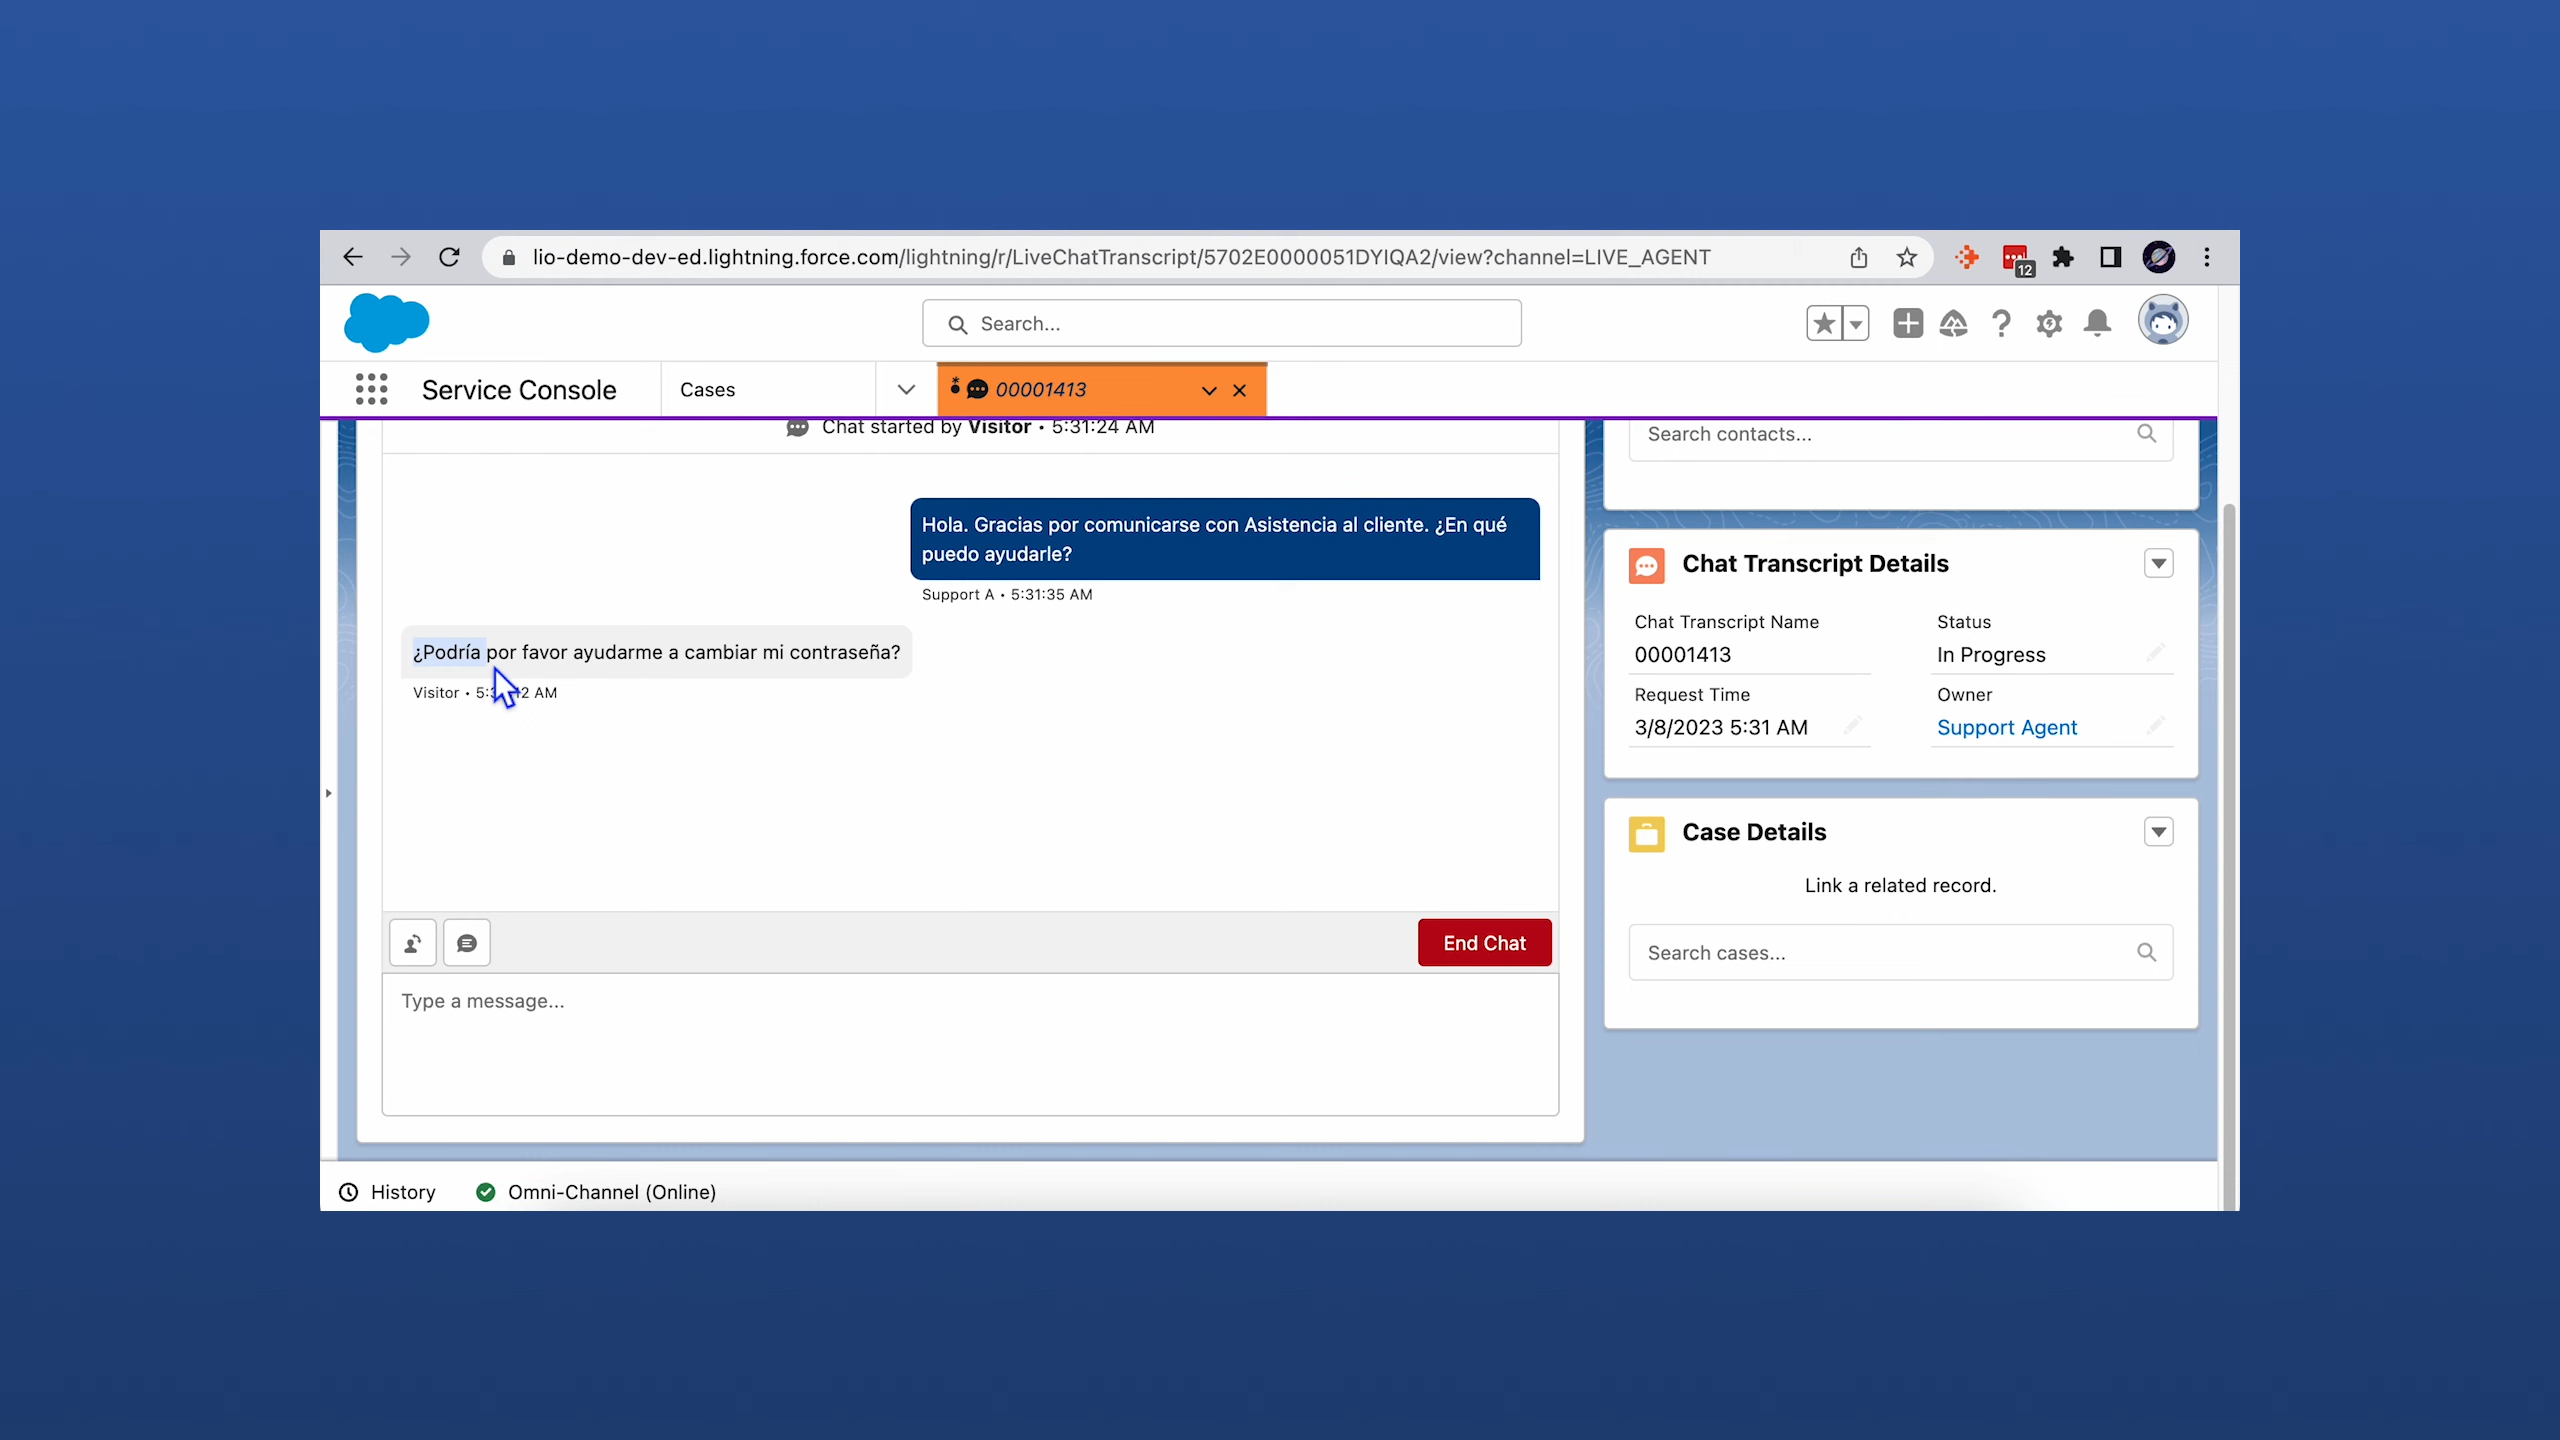 lio-demo-dev-ed.lightning.force.com/lightning/r/LiveChatTranscript/5702E0000051DYIQA2/view?channel=LIVE_AGENT
12
Search...
Service Console
Cases
* 00001413
Chat started by Visitor • 5:31:24 AM
Search contacts...
Hola. Gracias por comunicarse con Asistencia al cliente. ¿En qué
puedo ayudarle?
Support A • 5:31:35 AM
¿Podría por favor ayudarme a cambiar mi contraseña?
Visitor • AM
Chat Transcript Details
Chat Transcript Name
00001413
Status
In Progress
Request Time
3/8/2023 5:31 AM
Owner
Support Agent
Case Details
Link a related record.
Search cases...
End Chat
Type a message...
History
Omni-Channel (Online)